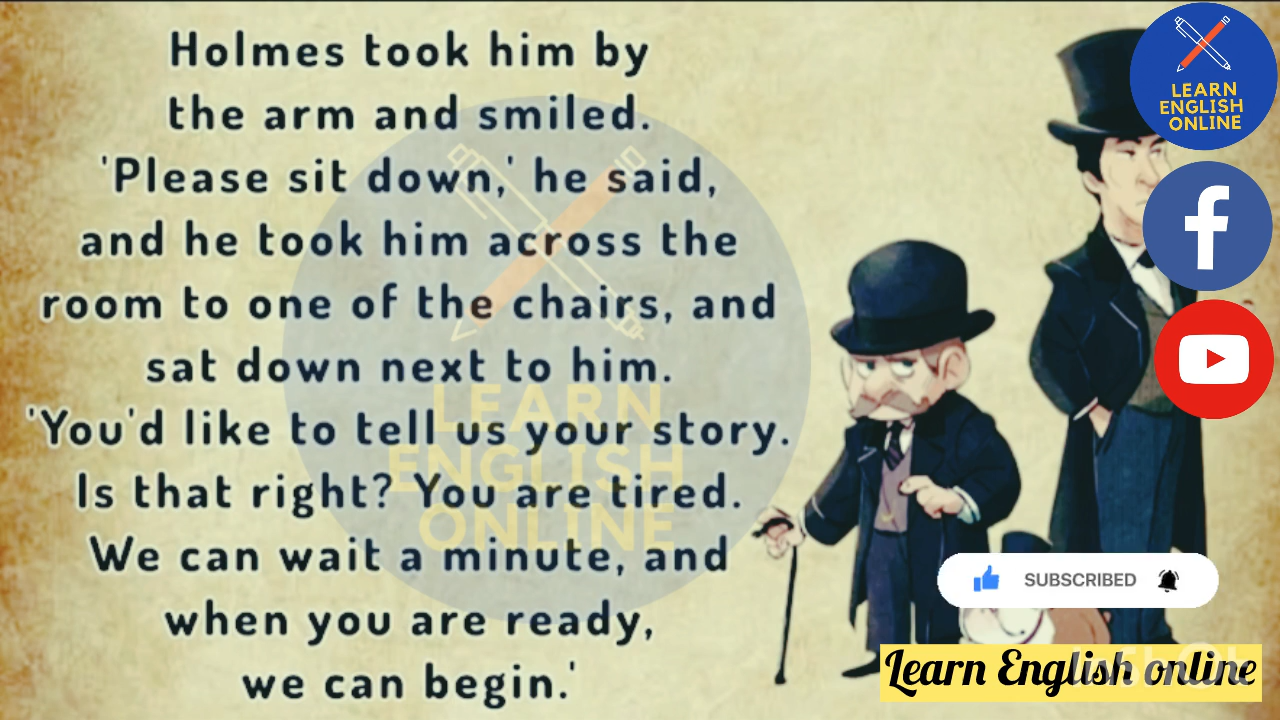 Holmes took him by
the arm and smiled.
'Please sit down,' he said,
and he took him across the
room to one of the chairs, and
sat down next to him.
'You'd like to tell us your story.
Is that right? You are tired.
We can wait a minute, and
when you are ready,
we can begin.'
LEARN
ENGLISH
ONLINE
LEARN
ENGLISH
ONLINE
f
SUBSCRIBED
Learn English online